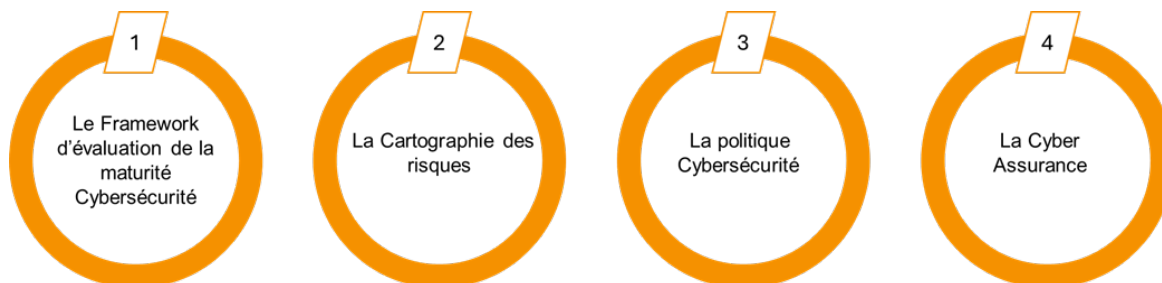 1
Le Framework
d'évaluation de la
maturité
Cybersécurité
2
La Cartographie des
risques
3
La politique
Cybersécurité
4
La Cyber
Assurance